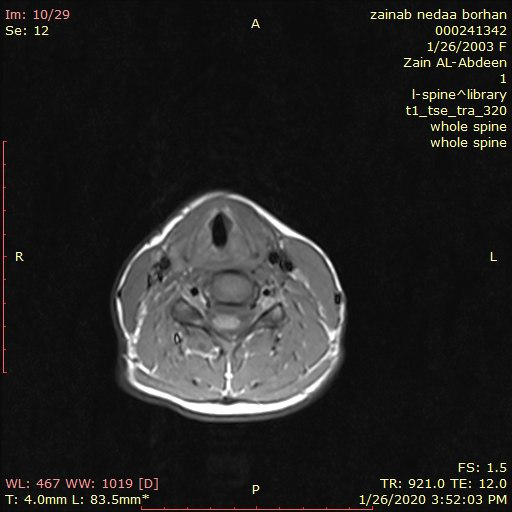 Im: 10/29
Se: 12
A
zainab nedaa borhan
000241342
1/26/2003 F
Zain AL-Abdeen
1
l-spine^library
t1_tse_tra_320
whole spine
whole spine
R
L
WL: 467 WW: 1019 [D]
T: 4.0mm L: 83.5mm*
P
FS: 1.5
TR: 921.0 TE: 12.0
1/26/2020 3:52:03 PM